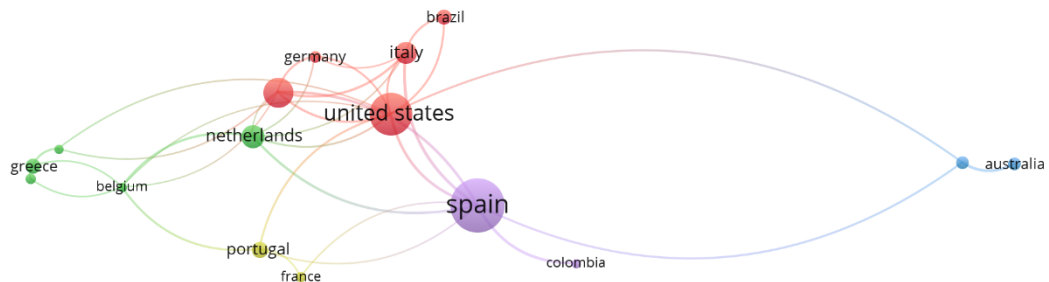 brazil
italy
germany
united states
netherlands
australia
greece
belgium
spain
portugal
colombia
france